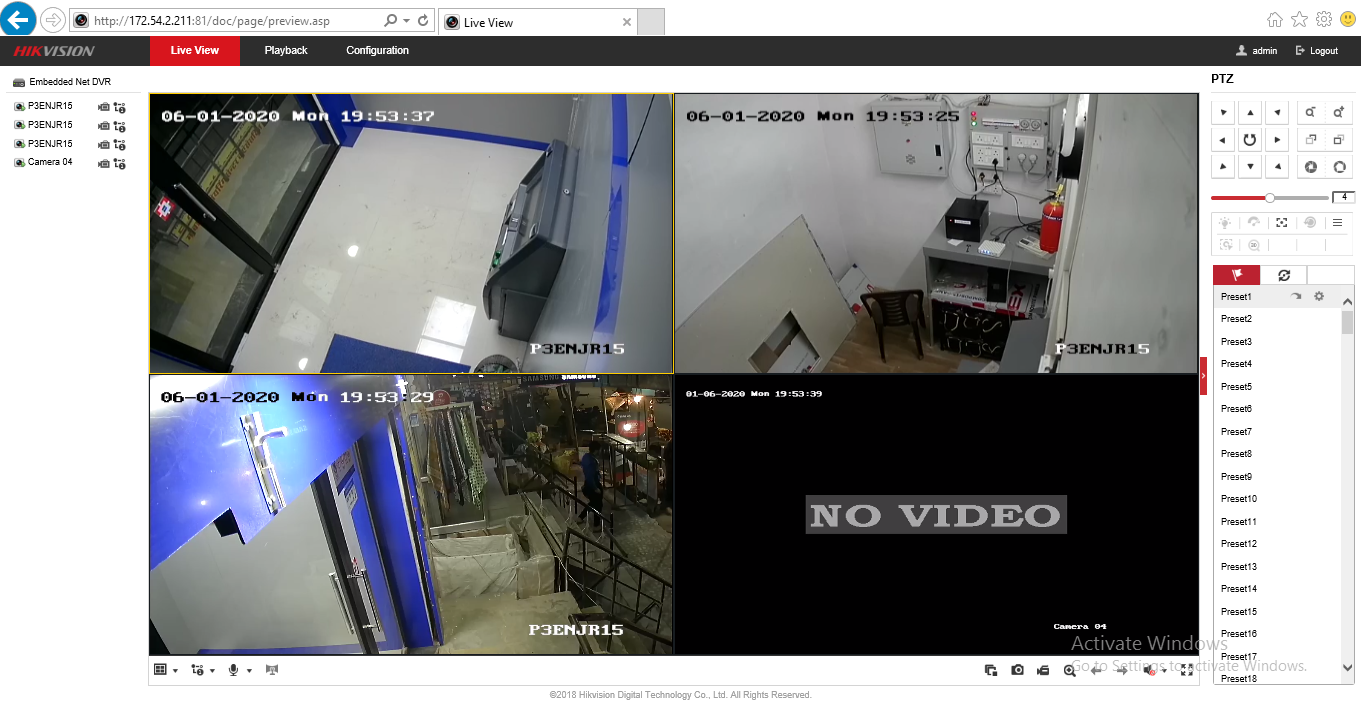 http://172.54.2.211:81/doc/page/preview.asp
Live View
HIKVISION
Live View Playback Configuration
admin Logout
Embedded Net DVR
P3ENJR15
P3ENJR15
P3ENJR15
Camera 04
06-01-2020 Mon 19:53:37
P3ENJR15
06-01-2020 Mon 19:53:25
P3ENJR15
06-01-2020 Mon 19:53:29
SAMSUNG
P3ENJR15
01-06-2020 Mon 19:53:39
NO VIDEO
Camera 04
PTZ
4
Preset1
Preset2
Preset3
Preset4
Preset5
Preset6
Preset7
Preset8
Preset9
Preset10
Preset11
Preset12
Preset13
Preset14
Preset15
Preset16
Preset17
Preset18
Activate Windows
Go to Settings to activate Windows.
©2018 Hikvision Digital Technology Co., Ltd. All Rights Reserved.